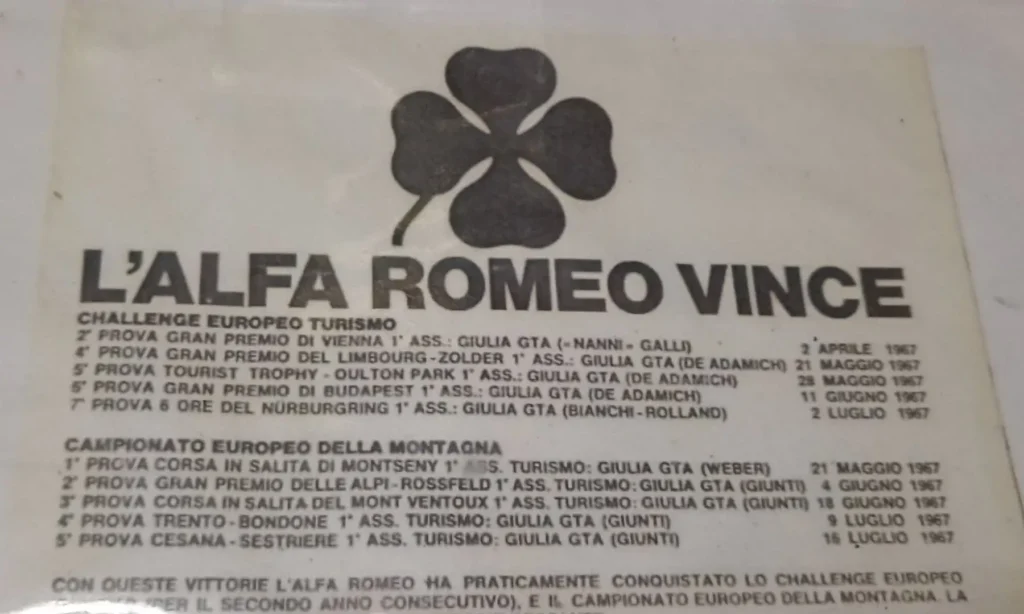 L'ALFA ROMEO VINCE
CHALLENGE EUROPEO TURISMO
2ª PROVA GRAN PREMIO DI VIENNA 1ª ASS.: GIULIA GTA («NANNI» GALLI) 2 APRILE 1967
4ª PROVA GRAN PREMIO DEL LIMBOURG-ZOLDER 1ª ASS.: GIULIA GTA (DE ADAMICH) 21 MAGGIO 1967
5ª PROVA TOURIST TROPHY - OULTON PARK 1ª ASS.: GIULIA GTA (DE ADAMICH) 28 MAGGIO 1967
6ª PROVA GRAN PREMIO DI BUDAPEST 1ª ASS.: GIULIA GTA (DE ADAMICH) 11 GIUGNO 1967
7ª PROVA 6 ORE DEL NÜRBURGRING 1ª ASS.: GIULIA GTA (BIANCHI-ROLLAND) 2 LUGLIO 1967
CAMPIONATO EUROPEO DELLA MONTAGNA
1ª PROVA CORSA IN SALITA DI MONTSENY 1ª ASS. TURISMO: GIULIA GTA (WEBER) 21 MAGGIO 1967
2ª PROVA GRAN PREMIO DELLE ALPI-ROSSFELD 1ª ASS. TURISMO: GIULIA GTA (GIUNTI) 4 GIUGNO 1967
3ª PROVA CORSA IN SALITA DEL MONT VENTOUX 1ª ASS. TURISMO: GIULIA GTA (GIUNTI) 18 GIUGNO 1967
4ª PROVA TRENTO-BONDONE 1ª ASS. TURISMO: GIULIA GTA (GIUNTI) 9 LUGLIO 1967
5ª PROVA CESANA-SESTRIERE 1ª ASS. TURISMO: GIULIA GTA (GIUNTI) 16 LUGLIO 1967
CON QUESTE VITTORIE L'ALFA ROMEO HA PRATICAMENTE CONQUISTATO LO CHALLENGE EUROPEO
(PER IL SECONDO ANNO CONSECUTIVO), E IL CAMPIONATO EUROPEO DELLA MONTAGNA. LA